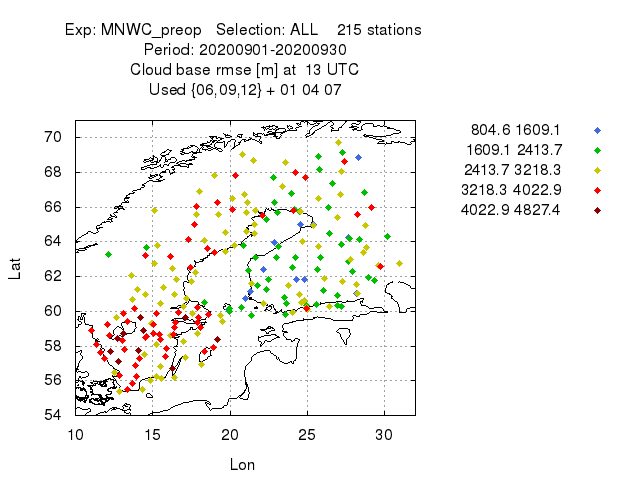 Exp: MNWC_preop   Selection: ALL    215 stations
Period: 20200901-20200930
Cloud base rmse [m] at  13 UTC
Used {06,09,12} + 01 04 07
804.6 1609.1
1609.1 2413.7
2413.7 3218.3
3218.3 4022.9
4022.9 4827.4
70
68
66
64
62
60
58
56
54
Lat
10 15 20 25 30
Lon